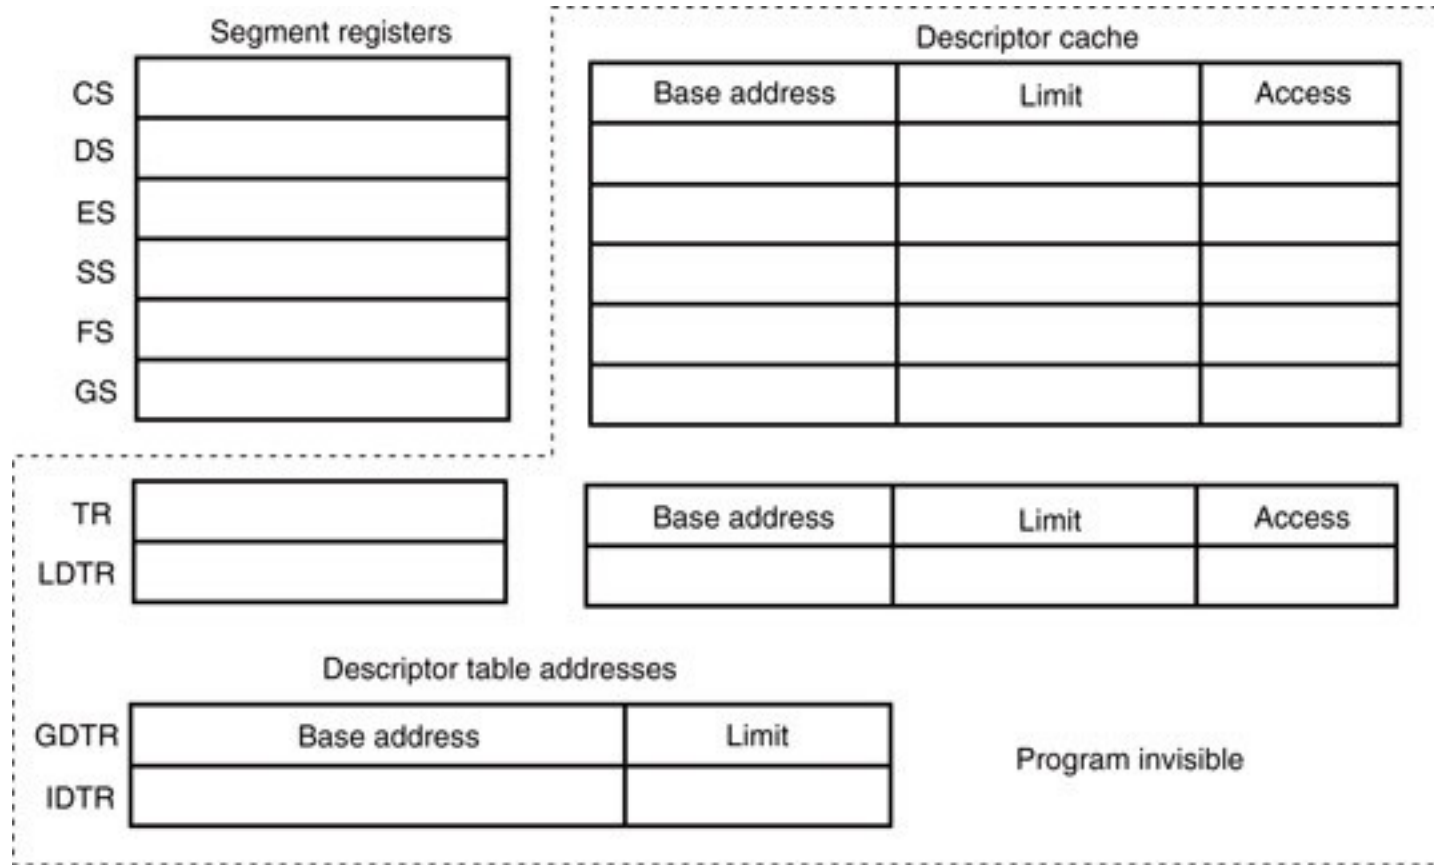 Segment registers
Descriptor cache
CS
Base address Limit Access
DS
ES
SS
FS
GS
TR
Base address Limit Access
LDTR
Descriptor table addresses
GDTR Base address Limit
Program invisible
IDTR